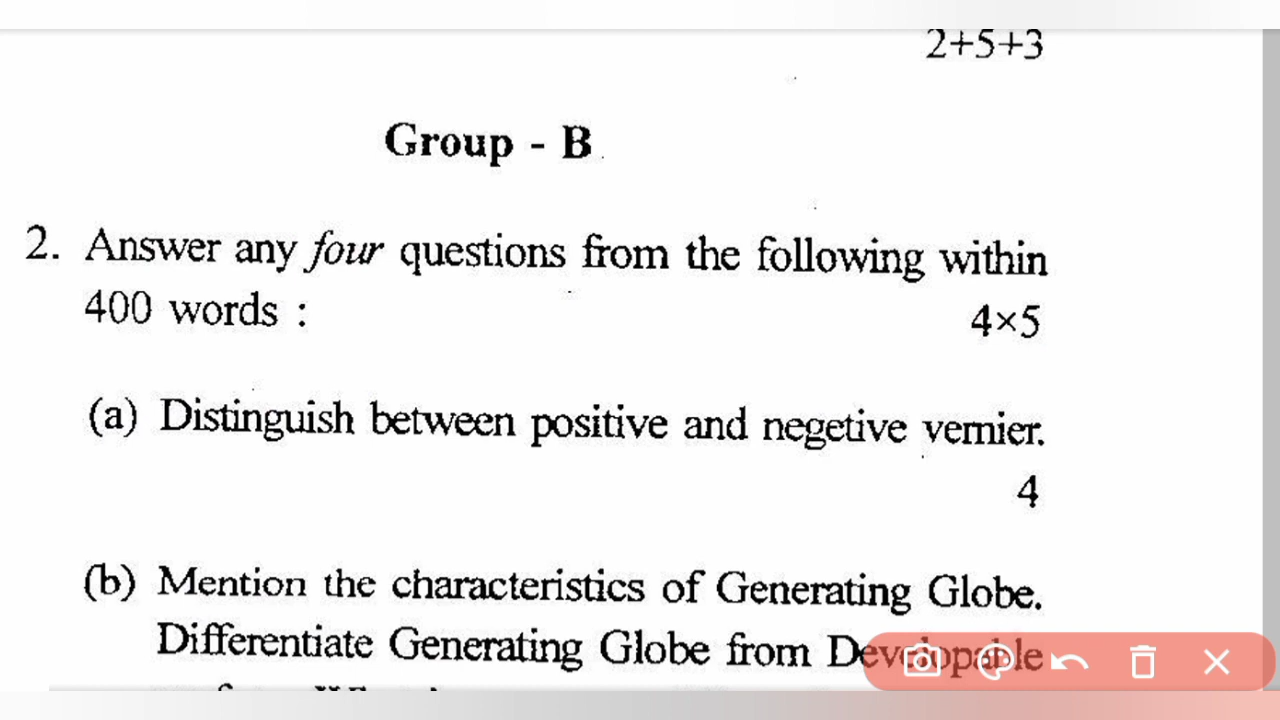 2+5+3
Group - B
2. Answer any four questions from the following within
400 words :
4×5
(a) Distinguish between positive and negetive vernier.
4
(b) Mention the characteristics of Generating Globe.
Differentiate Generating Globe from Developable